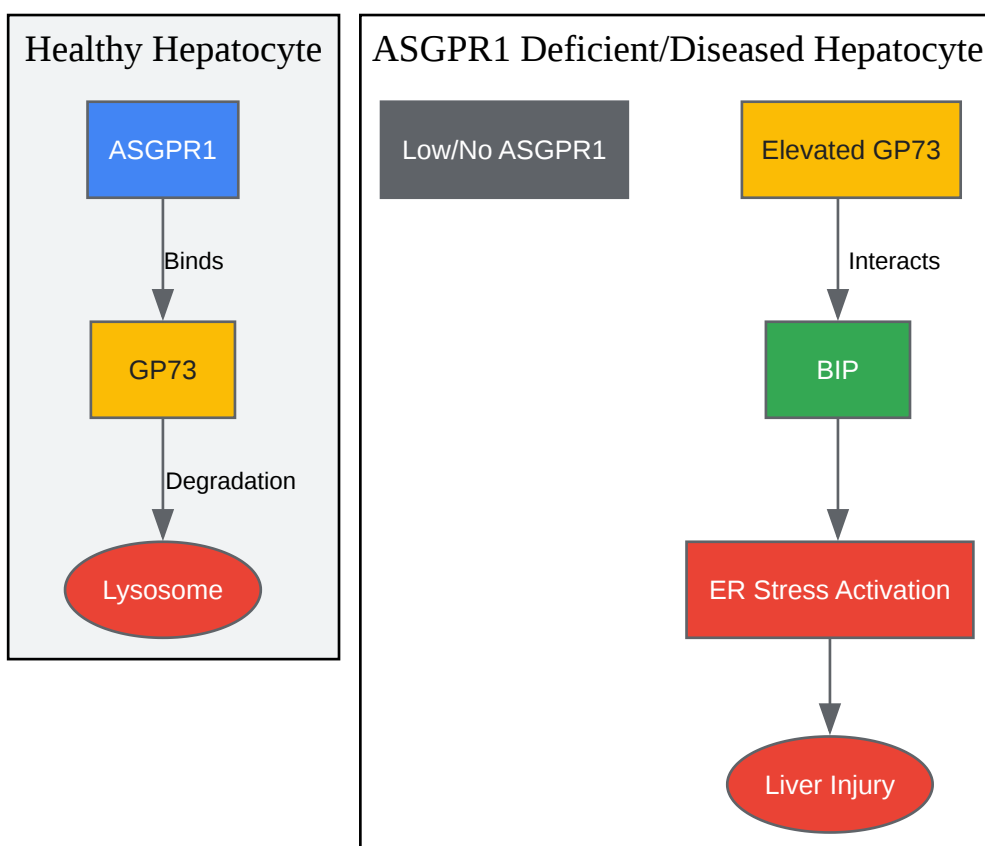 Healthy Hepatocyte
ASGPR1
Binds
GP73
Degradation
Lysosome
ASGPR1 Deficient/Diseased Hepatocyte
Low/No ASGPR1
Elevated GP73
Interacts
BIP
ER Stress Activation
Liver Injury